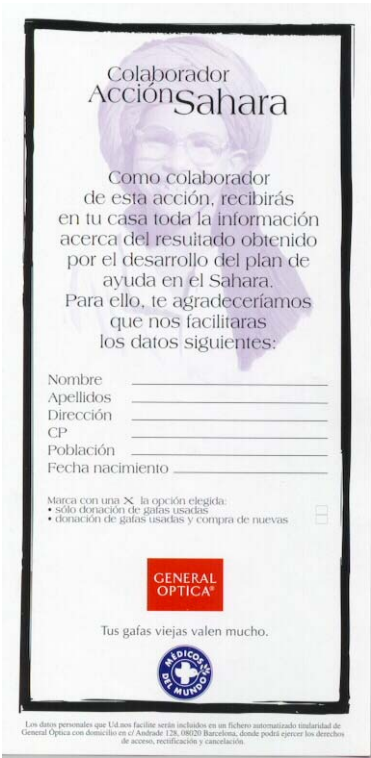 Colaborador
Acción Sahara
Como colaborador
de esta acción, recibirás
en tu casa toda la información
acerca del resultado obtenido
por el desarrollo del plan de
ayuda en el Sahara.
Para ello, te agradeceríamos
que nos facilitaras
los datos siguientes:
Nombre
Apellidos
Dirección
CP
Población
Fecha nacimiento
Marca con una X la opción elegida:
• sólo donación de gafas usadas
• donación de gafas usadas y compra de nuevas
GENERAL
OPTICA®
Tus gafas viejas valen mucho.
MÉDICOS
DEL MUNDO
Los datos personales que Ud.nos facilite serán incluidos en un fichero automatizado titularidad de
General Óptica con domicilio en c/ Andrade 128, 08020 Barcelona, donde podrá ejercer los derechos
de acceso, rectificación y cancelación.